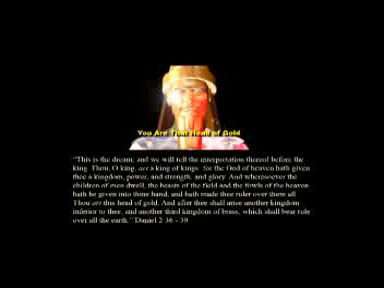 You Are That Head of Gold
"This is the dream; and we will tell the interpretation thereof before the
king. Thou, O king, art a king of kings: for the God of heaven hath given
thee a kingdom, power, and strength, and glory. And wheresoever the
children of men dwell, the beasts of the field and the fowls of the heaven
hath he given into thine hand, and hath made thee ruler over them all.
Thou art this head of gold. And after thee shall arise another kingdom
inferior to thee, and another third kingdom of brass, which shall bear rule
over all the earth." Daniel 2:36 - 39